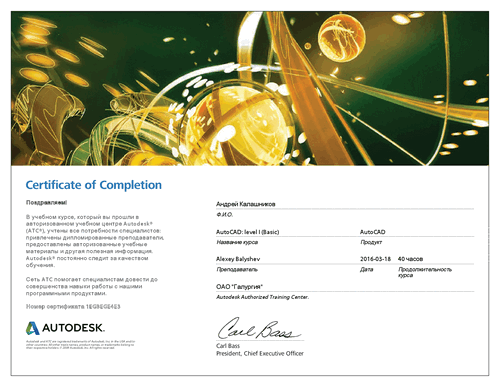 Certificate of Completion
Поздравляем!
В учебном курсе, который вы прошли в
авторизованном учебном центре Autodesk®
(ATC®), учтены все потребности специалистов:
привлечены дипломированные преподаватели,
предоставлены авторизованные учебные
материалы и другая полезная информация.
Autodesk® постоянно следит за качеством
обучения.
Сеть ATC помогает специалистам довести до
совершенства навыки работы с нашими
программными продуктами.
Номер сертификата
AUTODESK.
Андрей Калашников
Ф.И.О.
AutoCAD: level I (Basic) AutoCAD
Название курса Продукт
Alexey Balyshev 2016-03-18 40 часов
Преподаватель Дата Продолжительность
курса
ОАО "Галургия"
Autodesk Authorized Training Center.
Carl Bass
Carl Bass
President, Chief Executive Officer